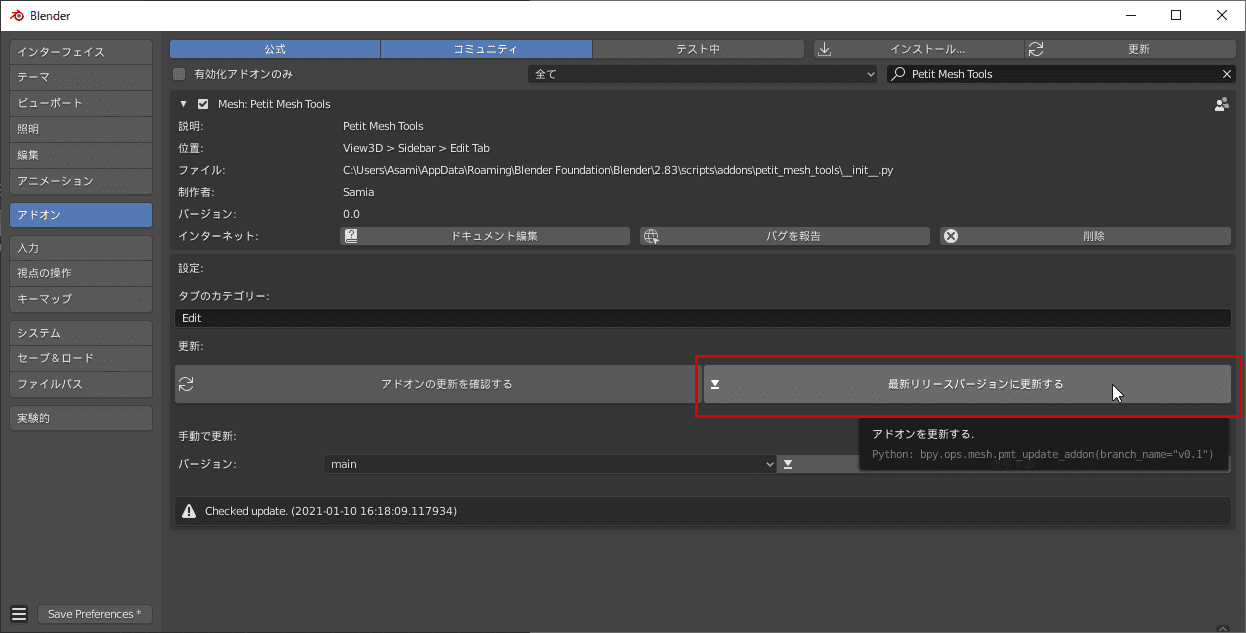 Blender
インターフェイス
テーマ
ビューポート
照明
編集
アニメーション
アドオン
入力
視点の操作
キーマップ
システム
セーブ＆ロード
ファイルパス
実験的
Save Preferences *
公式 コミュニティ テスト中 インストール... 更新
有効化アドオンのみ 全て Petit Mesh Tools
Mesh: Petit Mesh Tools
説明: Petit Mesh Tools
位置: View3D > Sidebar > Edit Tab
ファイル: C:\Users\Asami\AppData\Roaming\Blender Foundation\Blender\2.83\scripts\addons\petit_mesh_tools\__init__.py
制作者: Samia
バージョン: 0.0
インターネット: ドキュメント編集 バグを報告 削除
設定:
タブのカテゴリー:
Edit
更新:
アドオンの更新を確認する 最新リリースバージョンに更新する
アドオンを更新する.
Python: bpy.ops.mesh.pmt_update_addon(branch_name="v0.1")
手動で更新:
バージョン: main
Checked update. (2021-01-10 16:18:09.117934)